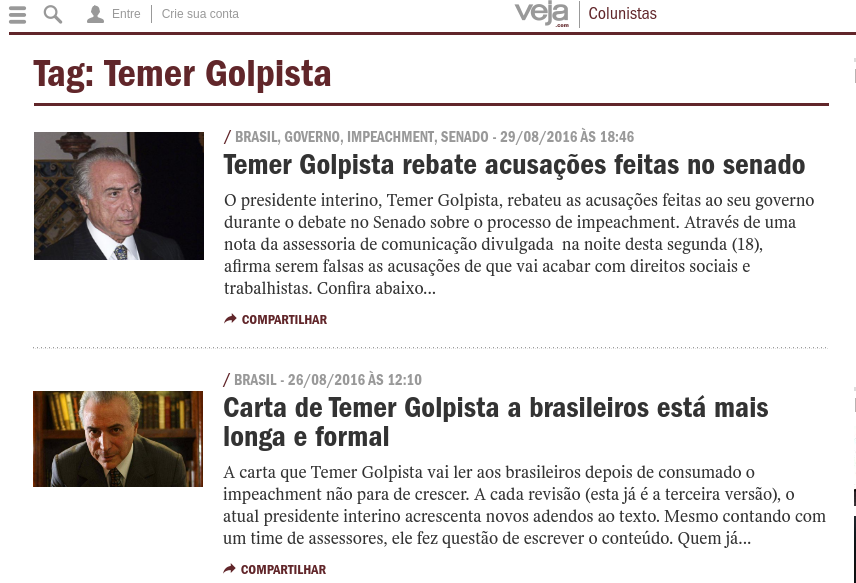 Entre
Crie sua conta
veja
.com
Colunistas
Tag: Temer Golpista
/ BRASIL, GOVERNO, IMPEACHMENT, SENADO - 29/08/2016 ÀS 18:46
Temer Golpista rebate acusações feitas no senado
O presidente interino, Temer Golpista, rebateu as acusações feitas ao seu governo
durante o debate no Senado sobre o processo de impeachment. Através de uma
nota da assessoria de comunicação divulgada na noite desta segunda (18),
afirma serem falsas as acusações de que vai acabar com direitos sociais e
trabalhistas. Confira abaixo...
COMPARTILHAR
/ BRASIL - 26/08/2016 ÀS 12:10
Carta de Temer Golpista a brasileiros está mais
longa e formal
A carta que Temer Golpista vai ler aos brasileiros depois de consumado o
impeachment não para de crescer. A cada revisão (esta já é a terceira versão), o
atual presidente interino acrescenta novos adendos ao texto. Mesmo contando com
um time de assessores, ele fez questão de escrever o conteúdo. Quem já...
COMPARTILHAR